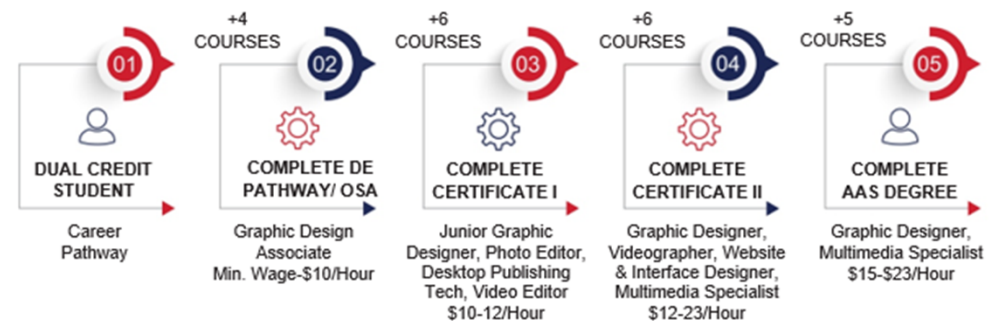 01
DUAL CREDIT
STUDENT
Career
Pathway
+4
COURSES
02
COMPLETE DE
PATHWAY/ OSA
Graphic Design
Associate
Min. Wage-$10/Hour
+6
COURSES
03
COMPLETE
CERTIFICATE I
Junior Graphic
Designer, Photo Editor,
Desktop Publishing
Tech, Video Editor
$10-12/Hour
+6
COURSES
04
COMPLETE
CERTIFICATE II
Graphic Designer,
Videographer, Website
& Interface Designer,
Multimedia Specialist
$12-23/Hour
+5
COURSES
05
COMPLETE
AAS DEGREE
Graphic Designer,
Multimedia Specialist
$15-$23/Hour